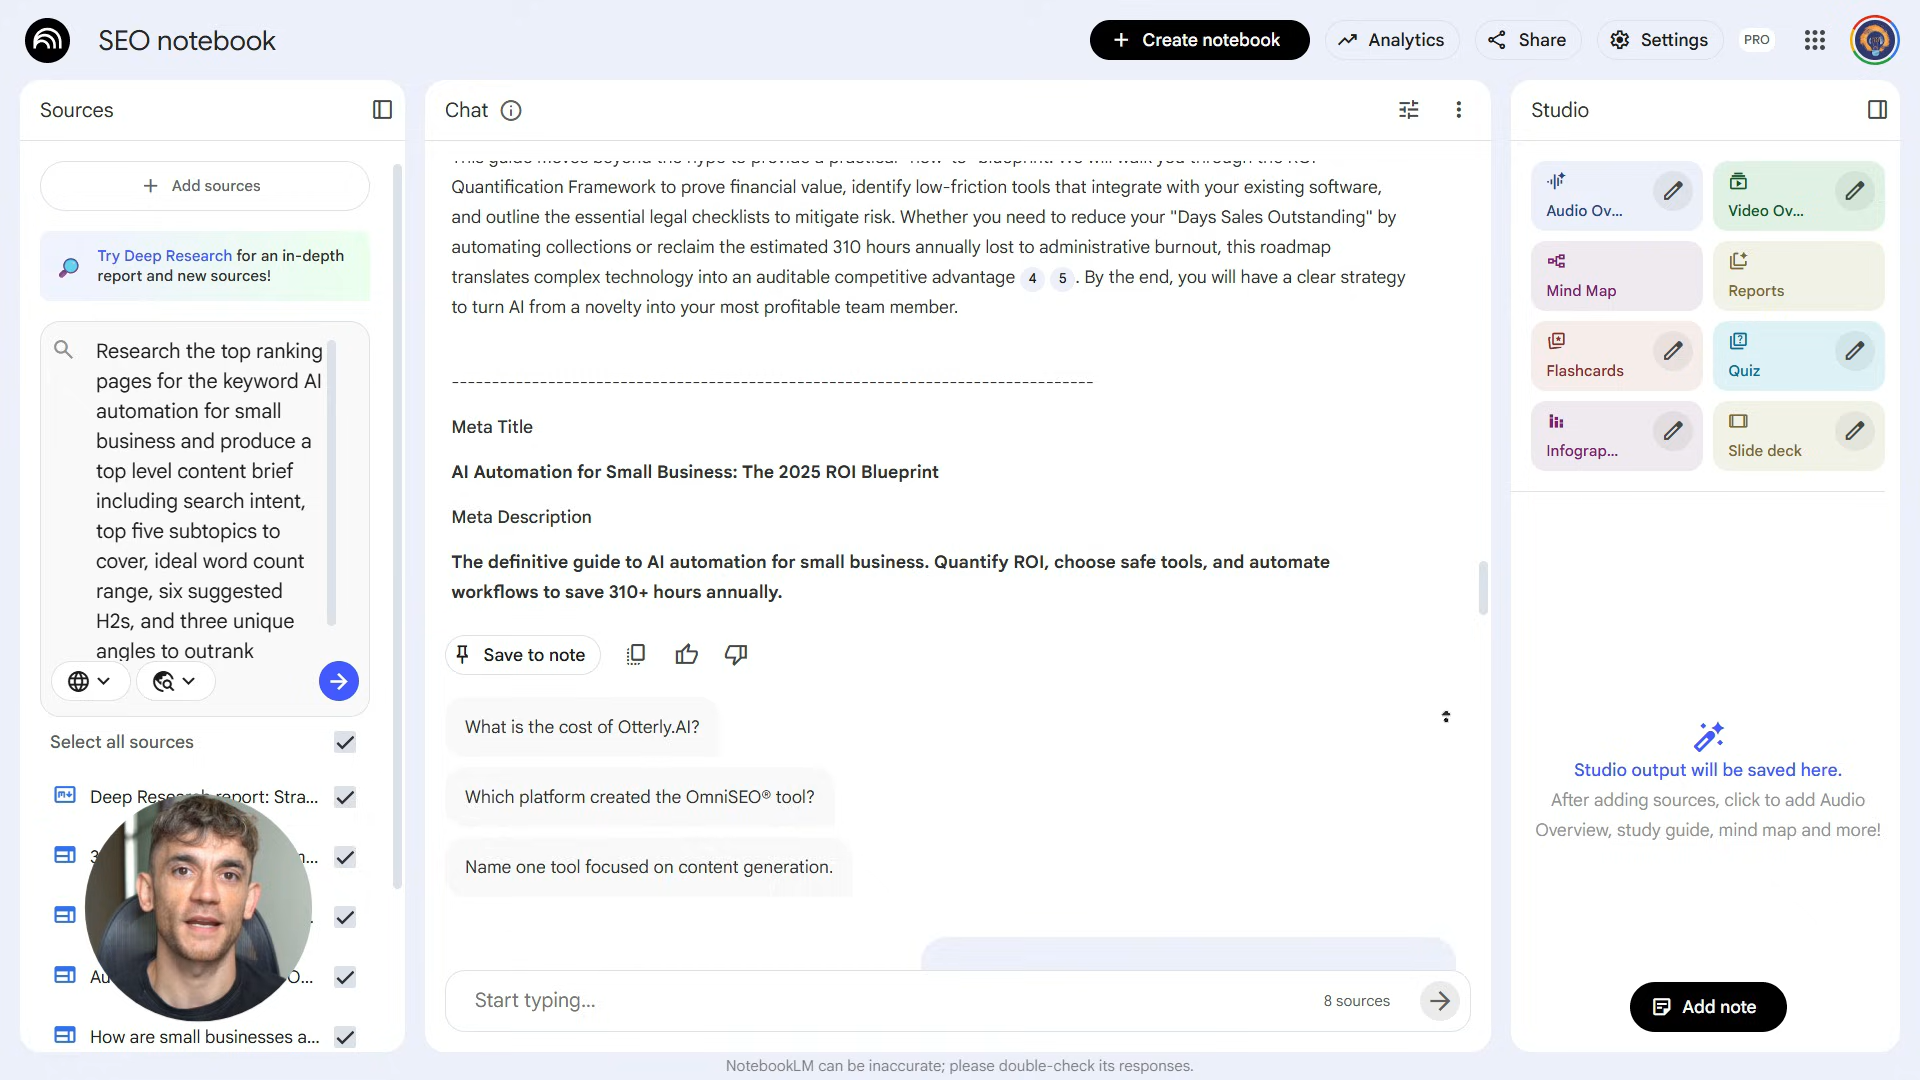 SEO notebook
Create notebook
Analytics
Share
Settings
PRO
Sources
Add sources
Try Deep Research for an in-depth
report and new sources!
Research the top ranking
pages for the keyword AI
automation for small
business and produce a
top level content brief
including search intent,
top five subtopics to
cover, ideal word count
range, six suggested
H2s, and three unique
angles to outrank
Select all sources
Deep Research report: Stra...
How are small businesses a...
Chat
Quantification Framework to prove financial value, identify low-friction tools that integrate with your existing software,
and outline the essential legal checklists to mitigate risk. Whether you need to reduce your "Days Sales Outstanding" by
automating collections or reclaim the estimated 310 hours annually lost to administrative burnout, this roadmap
translates complex technology into an auditable competitive advantage 4 5 . By the end, you will have a clear strategy
to turn AI from a novelty into your most profitable team member.
--------------------------------------------------------------------------------
Meta Title
AI Automation for Small Business: The 2025 ROI Blueprint
Meta Description
The definitive guide to AI automation for small business. Quantify ROI, choose safe tools, and automate
workflows to save 310+ hours annually.
Save to note
What is the cost of Otterly.AI?
Which platform created the OmniSEO® tool?
Name one tool focused on content generation.
Start typing...
8 sources
NotebookLM can be inaccurate; please double-check its responses.
Studio
Audio Ov...
Video Ov...
Mind Map
Reports
Flashcards
Quiz
Infograp...
Slide deck
Studio output will be saved here.
After adding sources, click to add Audio
Overview, study guide, mind map and more!
Add note